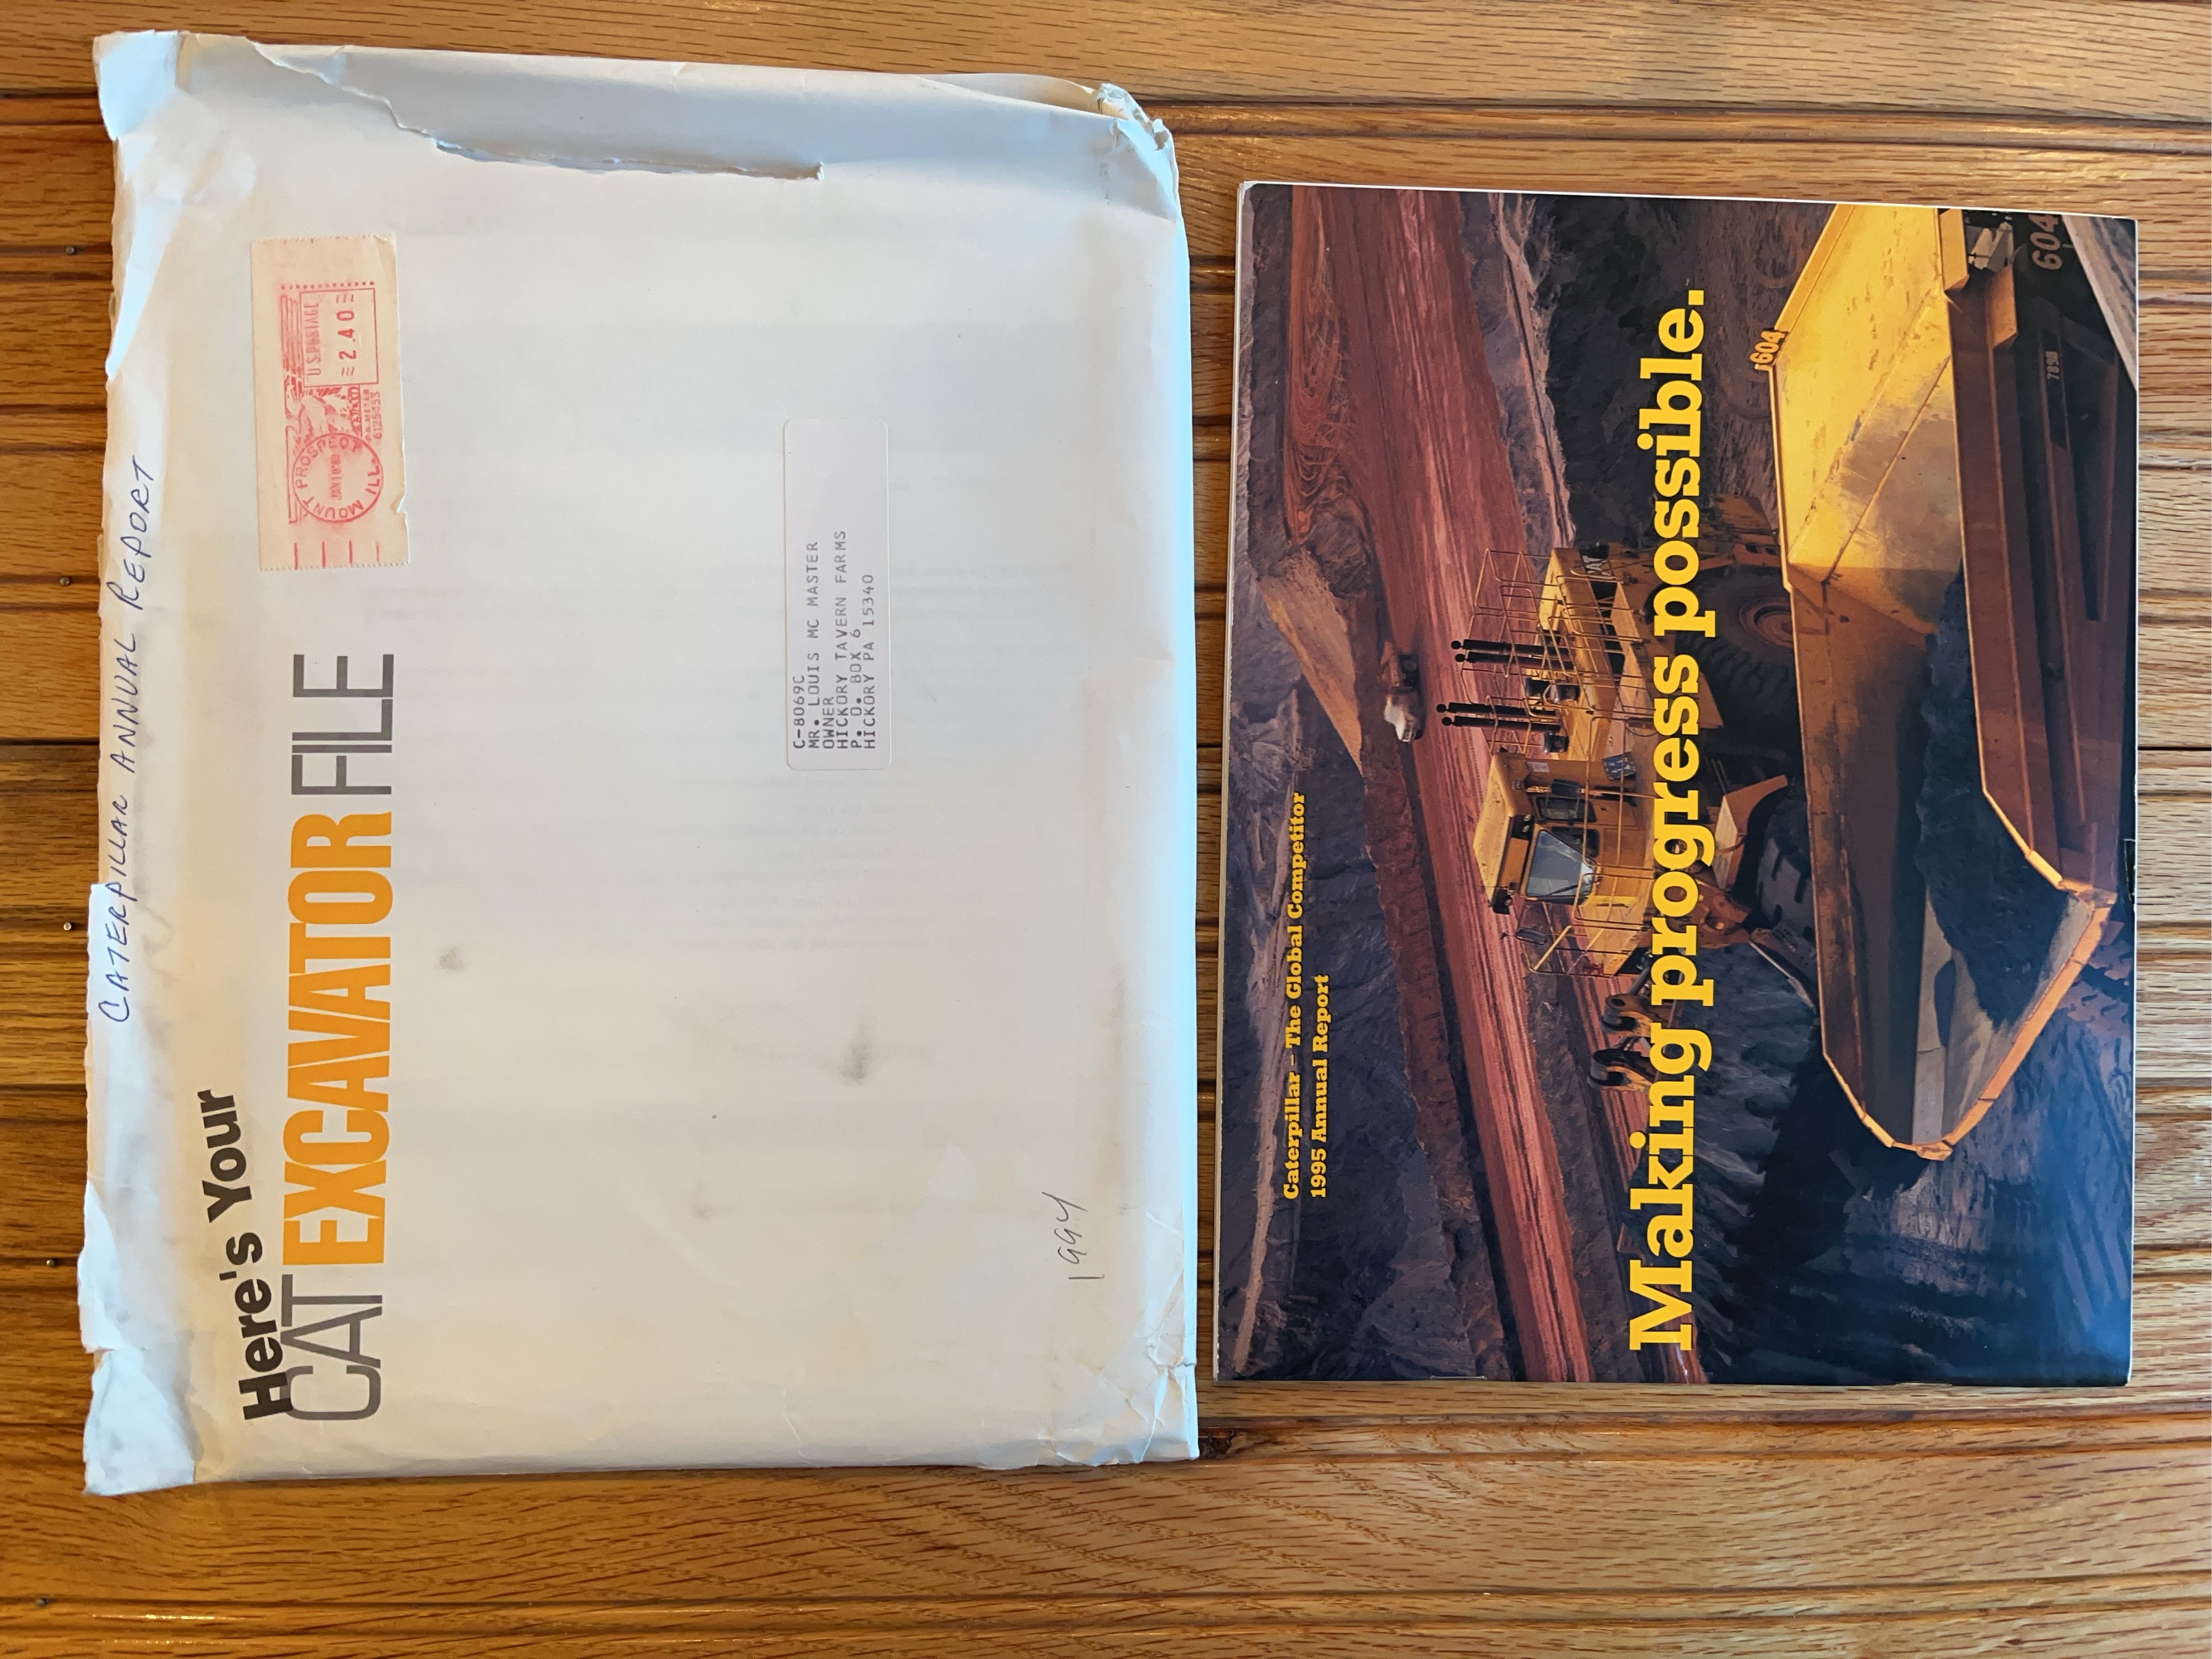 CATERPILLAR ANNUAL REPORT
Here's Your
CAT EXCAVATOR FILE
MOUNT PROSPECT
ILL.
U.S. POSTAGE
2.40
C-8069C
MR. LOUIS MC MASTER
OWNER
HICKORY TAVERN FARMS
P. O. BOX 6
HICKORY PA 15340
1994
Caterpillar – The Global Competitor
1995 Annual Report
Making progress possible.
604
604
789B
CAT